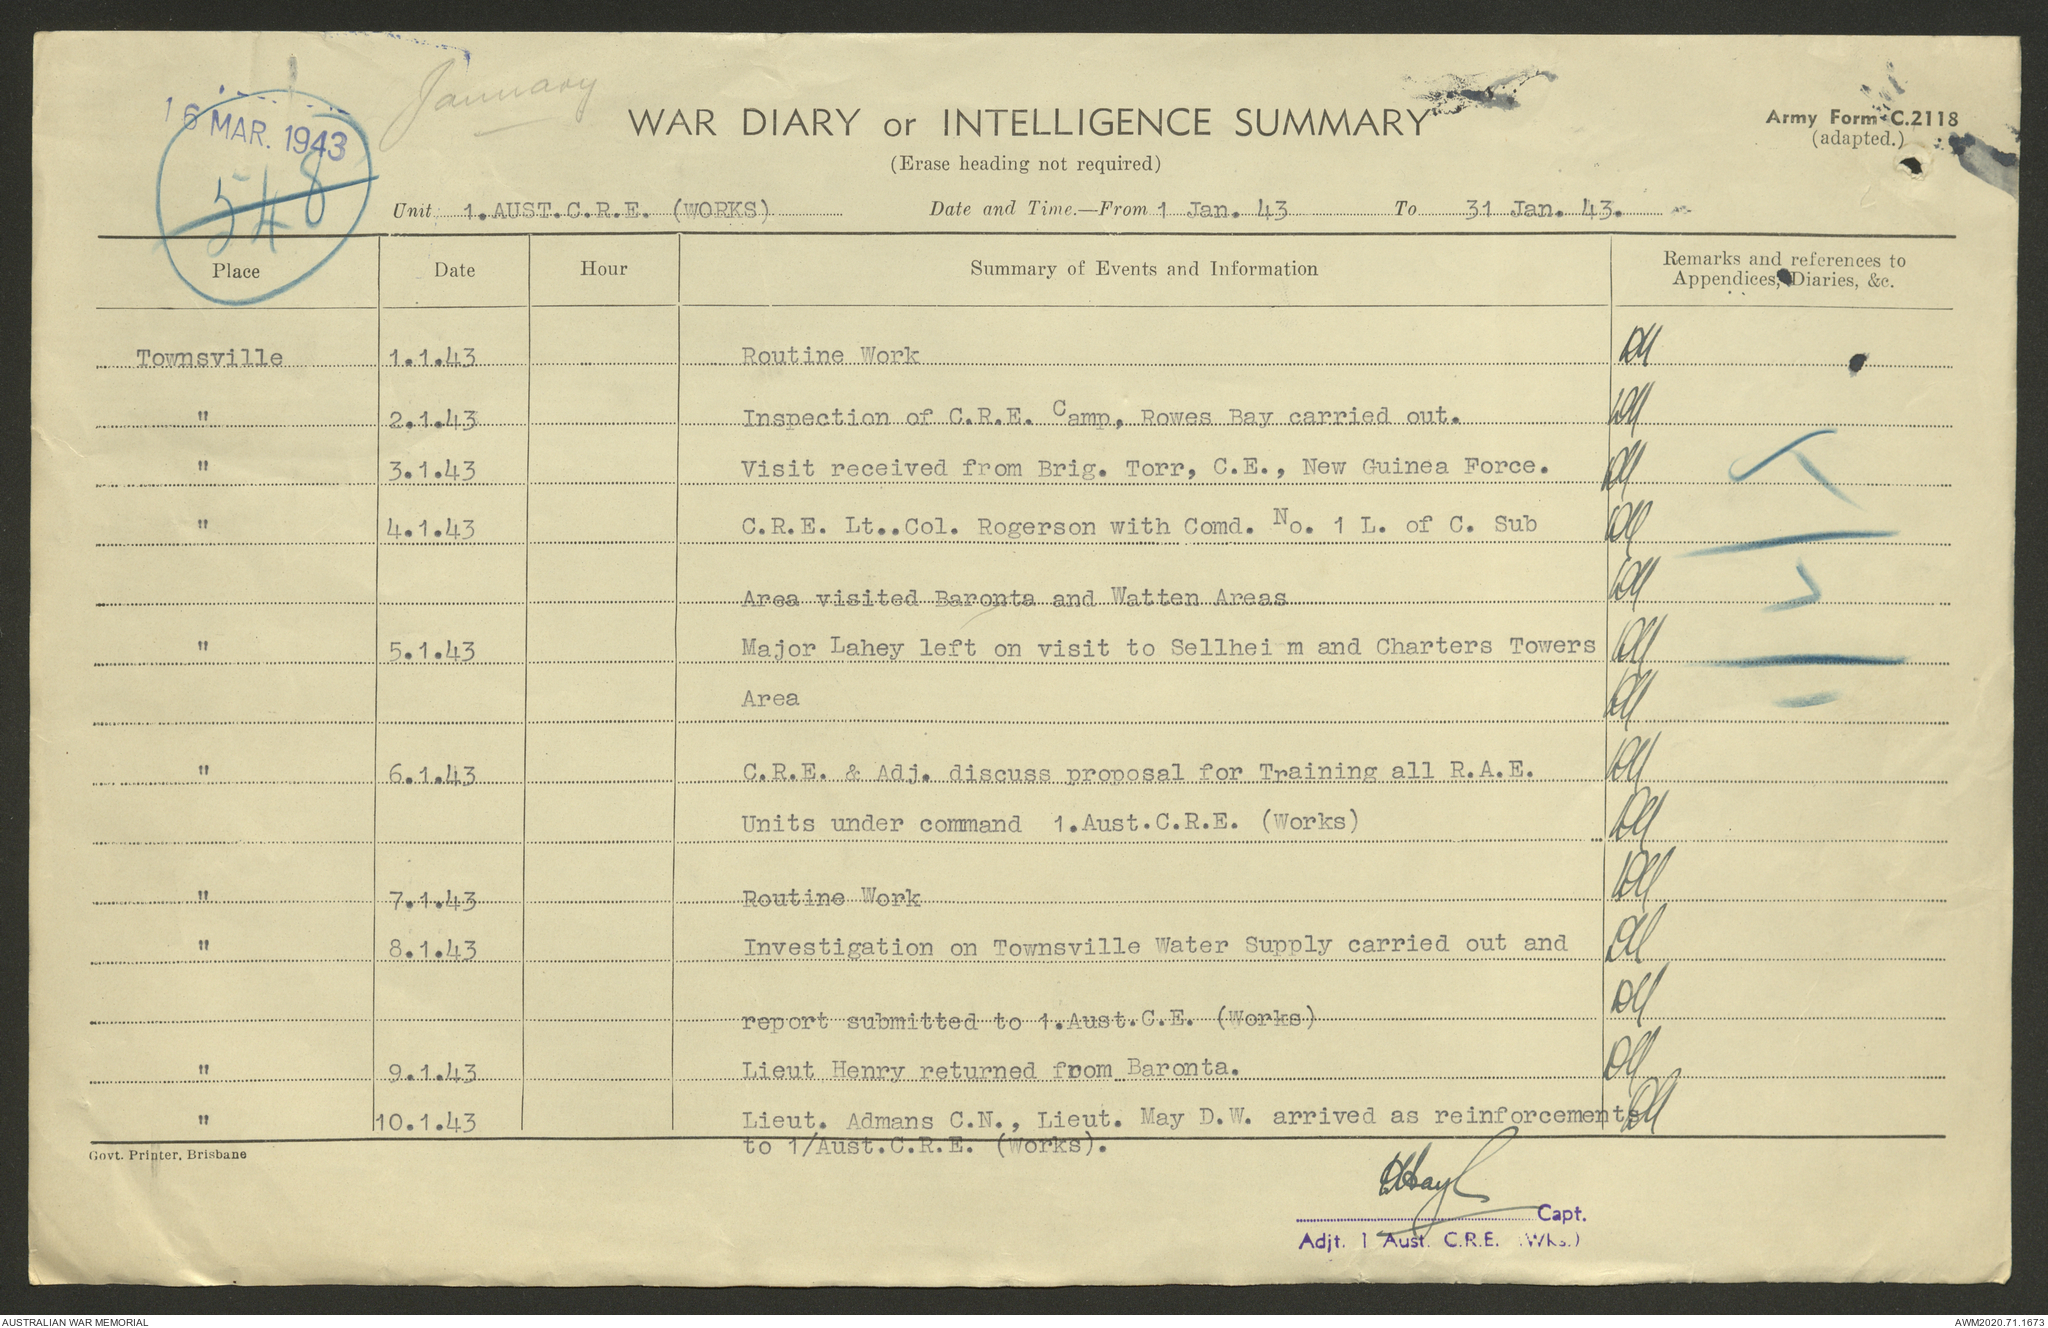 January
16 MAR. 1943
548
WAR DIARY or INTELLIGENCE SUMMARY
(Erase heading not required)
Army Form C.2118
(adapted.)
Unit 1.AUST.C.R.E. (WORKS) Date and Time.—From 1 Jan. 43 To 31 Jan. 43.
Place Date Hour Summary of Events and Information Remarks and references to
Appendices, Diaries, &c.
Townsville 1.1.43 Routine Work
" 2.1.43 Inspection of C.R.E. Camp, Rowes Bay carried out.
" 3.1.43 Visit received from Brig. Torr, C.E., New Guinea Force.
" 4.1.43 C.R.E. Lt..Col. Rogerson with Comd. No. 1 L. of C. Sub
Area visited Baronta and Watten Areas
" 5.1.43 Major Lahey left on visit to Sellhei m and Charters Towers
Area
" 6.1.43 C.R.E. & Adj. discuss proposal for Training all R.A.E.
Units under command 1.Aust.C.R.E. (Works)
" 7.1.43 Routine Work
" 8.1.43 Investigation on Townsville Water Supply carried out and
report submitted to 1.Aust.C.E. (Works)
" 9.1.43 Lieut Henry returned from Baronta.
" 10.1.43 Lieut. Admans C.N., Lieut. May D.W. arrived as reinforcements
to 1/Aust.C.R.E. (Works).
Govt. Printer, Brisbane
Capt.
Adjt. 1 Aust. C.R.E. (Wks.)
AUSTRALIAN WAR MEMORIAL
AWM2020.71.1673